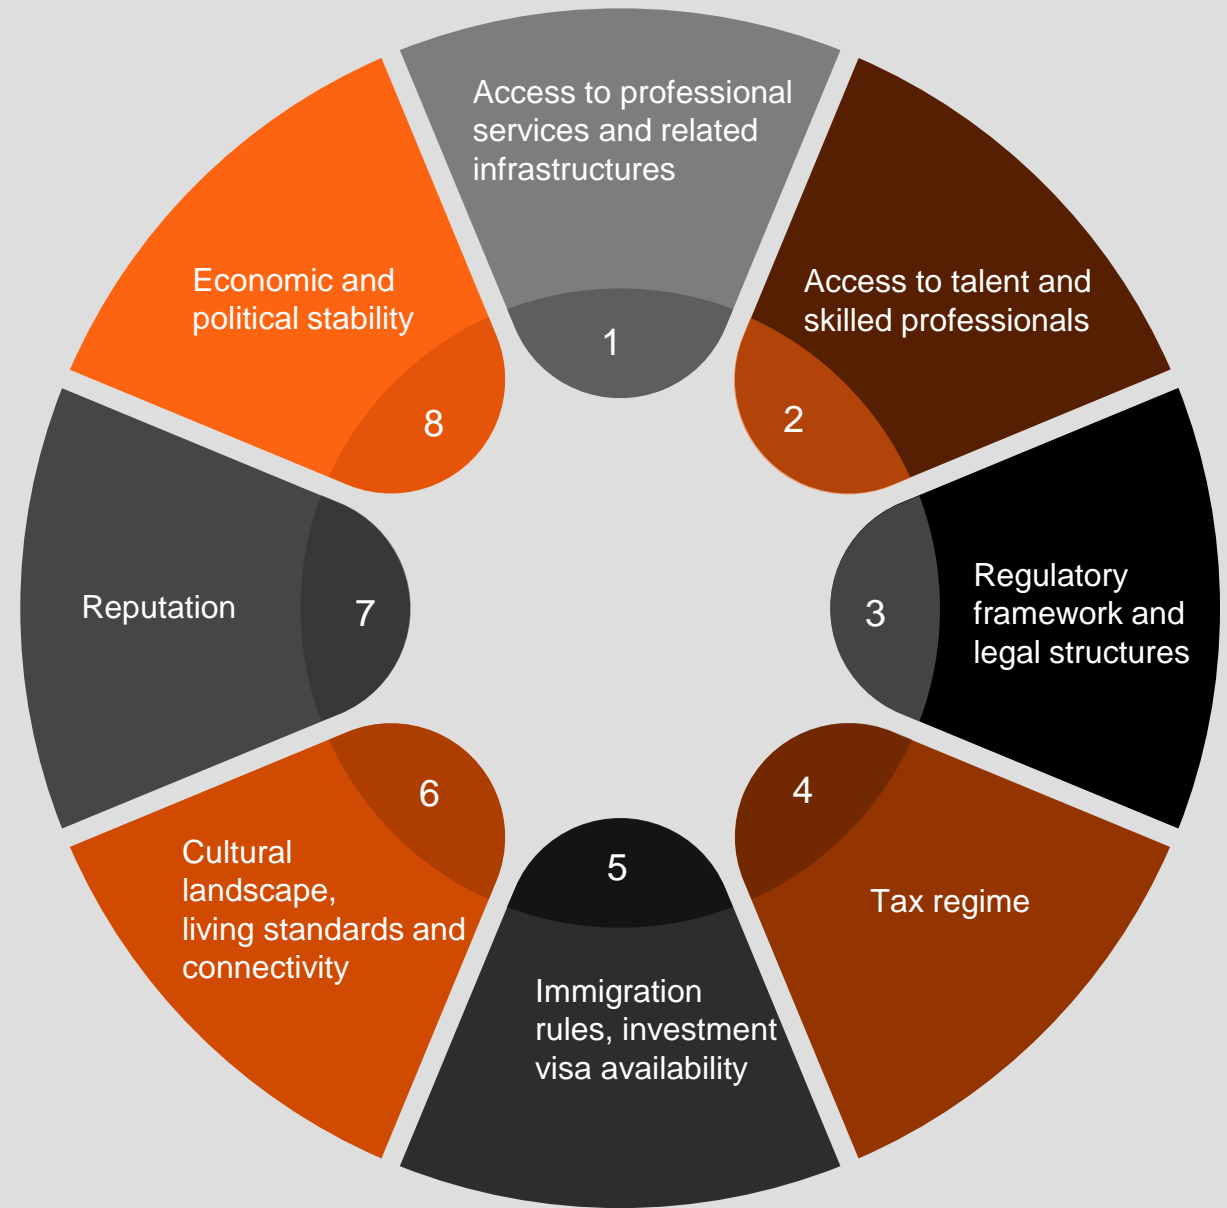 Access to professional
services and related
infrastructures
1
Access to talent and
skilled professionals
2
Regulatory
framework and
legal structures
3
Tax regime
4
Immigration
rules, investment
visa availability
5
Cultural
landscape,
living standards and
connectivity
6
Reputation
7
Economic and
political stability
8